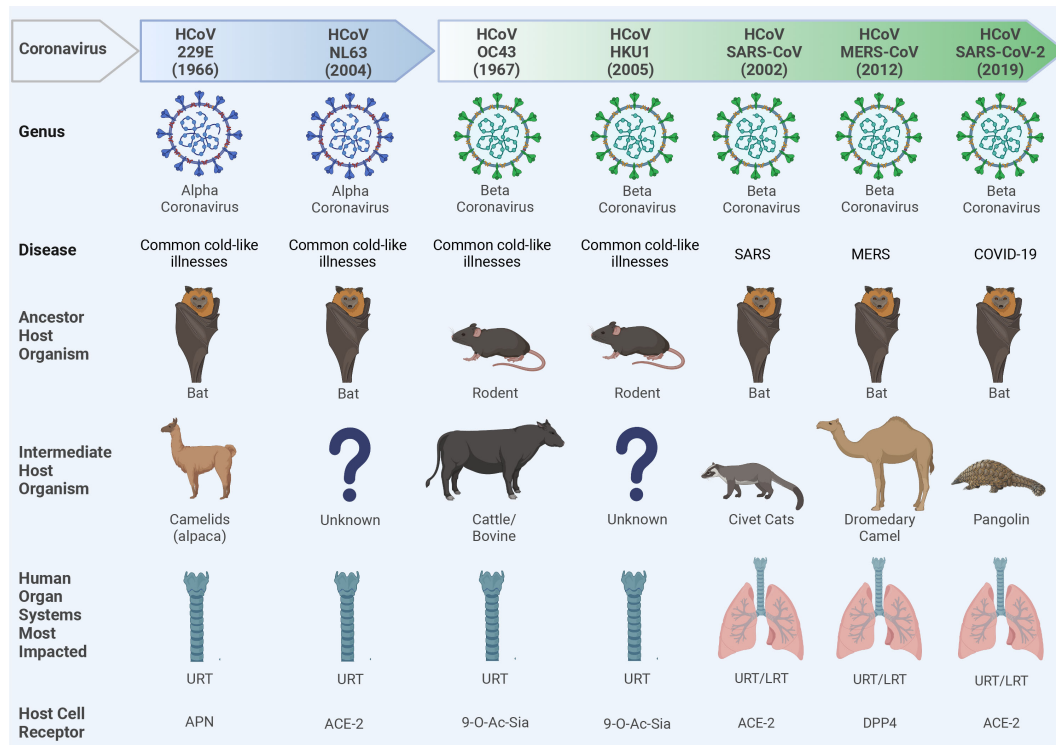 Coronavirus
HCoV
229E
(1966)
HCoV
NL63
(2004)
HCoV
OC43
(1967)
HCoV
HKU1
(2005)
HCoV
SARS-CoV
(2002)
HCoV
MERS-CoV
(2012)
HCoV
SARS-CoV-2
(2019)
Genus
Alpha
Coronavirus
Alpha
Coronavirus
Beta
Coronavirus
Beta
Coronavirus
Beta
Coronavirus
Beta
Coronavirus
Beta
Coronavirus
Disease
Common cold-like
illnesses
Common cold-like
illnesses
Common cold-like
illnesses
Common cold-like
illnesses
SARS
MERS
COVID-19
Ancestor
Host
Organism
Bat
Bat
Rodent
Rodent
Bat
Bat
Bat
Intermediate
Host
Organism
Camelids
(alpaca)
?
Unknown
Cattle/
Bovine
?
Unknown
Civet Cats
Dromedary
Camel
Pangolin
Human
Organ
Systems
Most
Impacted
URT
URT
URT
URT
URT/LRT
URT/LRT
URT/LRT
Host Cell
Receptor
APN
ACE-2
9-O-Ac-Sia
9-O-Ac-Sia
ACE-2
DPP4
ACE-2